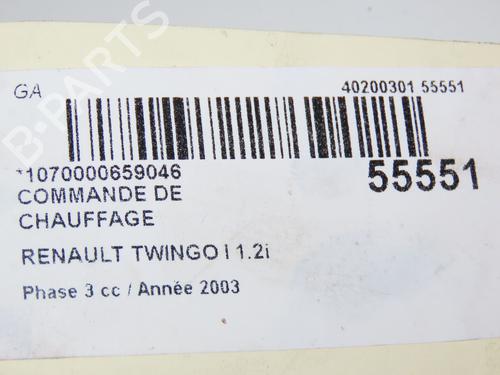 GA
40200301 55551
*1070000659046
55551
COMMANDE DE
CHAUFFAGE
RENAULT TWINGO I 1.2i
Phase 3 cc / Année 2003
B-PARTS